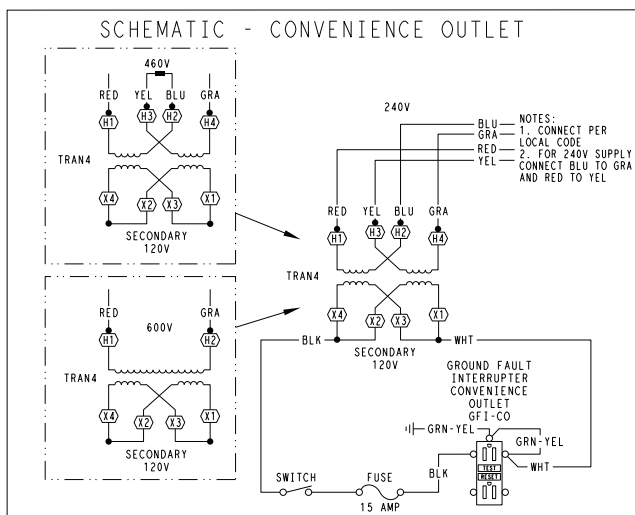 SCHEMATIC - CONVENIENCE OUTLET
460V
RED YEL BLU GRA
H1 H3 H2 H4
TRAN4
X4 X2 X3 X1
SECONDARY
120V
RED GRA
600V
H1 H2
TRAN4
X4 X2 X3 X1
SECONDARY
120V
240V
BLU
GRA
RED
YEL
NOTES:
1. CONNECT PER
LOCAL CODE
2. FOR 240V SUPPLY
CONNECT BLU TO GRA
AND RED TO YEL
RED YEL BLU GRA
H1 H3 H2 H4
TRAN4
X4 X2 X3 X1
BLK WHT
SECONDARY
120V
GROUND FAULT
INTERRUPTER
CONVENIENCE
OUTLET
GFI-CO
GRN-YEL
GRN-YEL
WHT
BLK
TEST
RESET
SWITCH FUSE
15 AMP